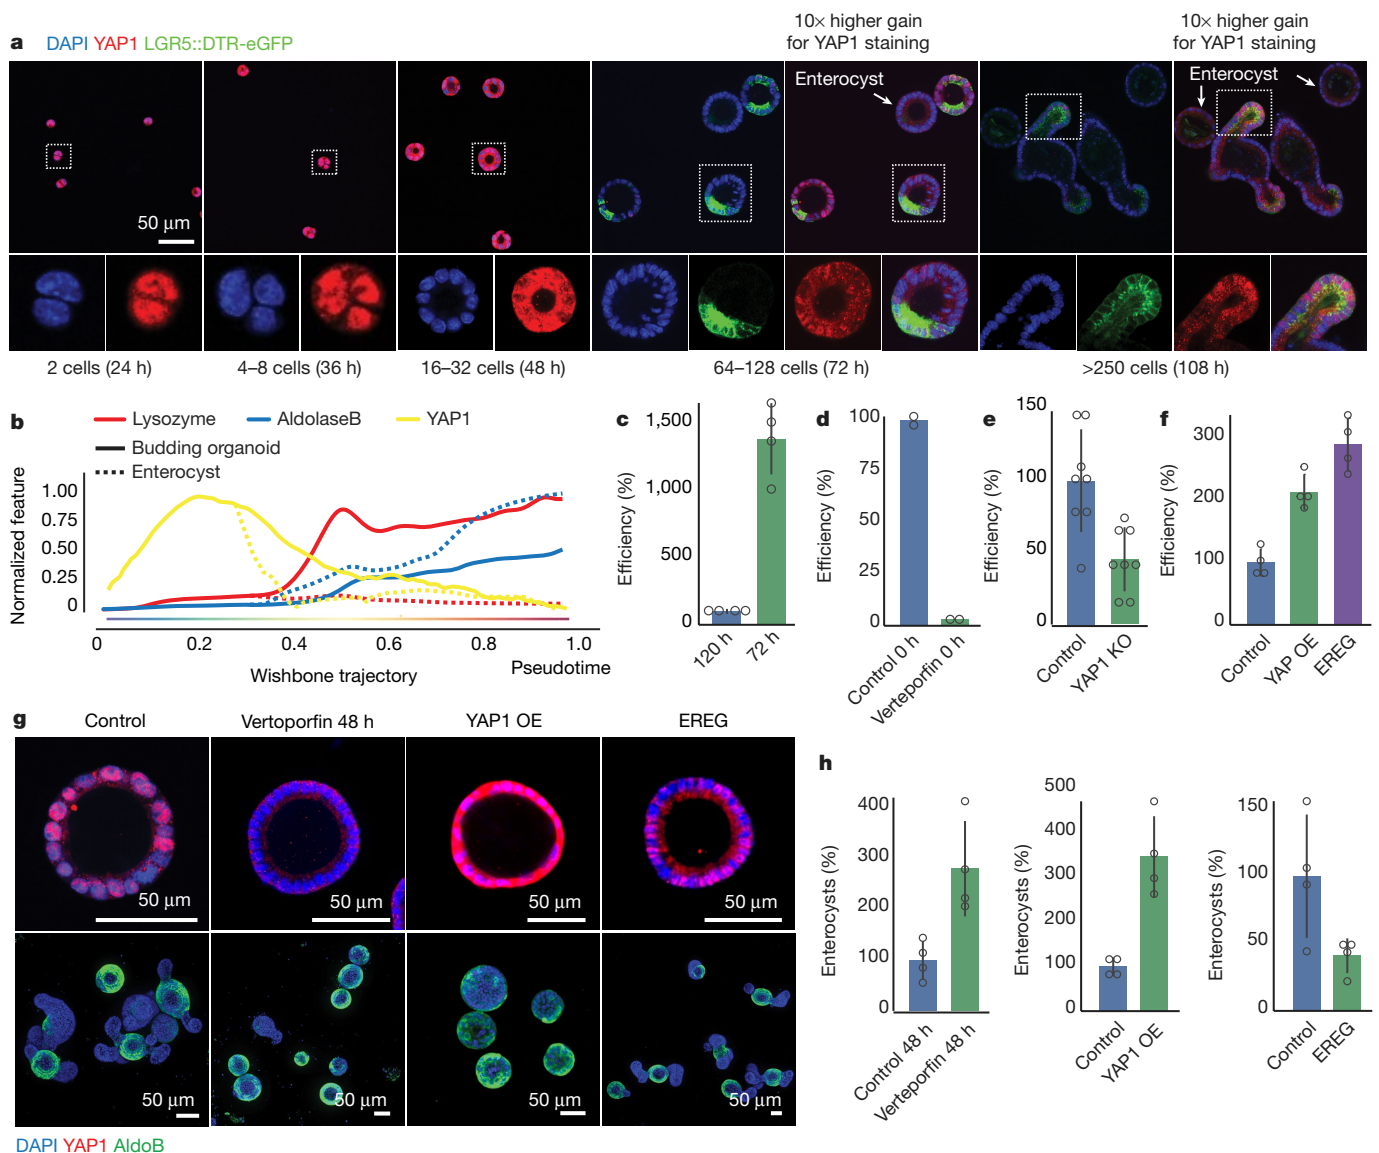 10× higher gain
for YAP1 staining
10× higher gain
for YAP1 staining
a DAPI YAP1 LGR5::DTR-eGFP
Enterocyst
Enterocyst
50 μm
2 cells (24 h)
4–8 cells (36 h)
16–32 cells (48 h)
64–128 cells (72 h)
>250 cells (108 h)
b
Lysozyme
AldolaseB
YAP1
Budding organoid
Enterocyst
Normalized feature
1.00
0.75
0.50
0.25
0
0
0.2
0.4
0.6
0.8
1.0
Pseudotime
Wishbone trajectory
c
Efficiency (%)
1,500
1,000
500
0
120 h
72 h
d
Efficiency (%)
100
75
50
25
0
Control 0 h
Verteporfin 0 h
e
Efficiency (%)
150
100
50
0
Control
YAP1 KO
f
Efficiency (%)
300
200
100
0
Control
YAP OE
EREG
g
Control
Vertoporfin 48 h
YAP1 OE
EREG
50 μm
50 μm
50 μm
50 μm
50 μm
50 μm
50 μm
50 μm
DAPI YAP1 AldoB
h
Enterocysts (%)
400
300
200
100
0
Control 48 h
Verteporfin 48 h
Enterocysts (%)
500
400
300
200
100
0
Control
YAP1 OE
Enterocysts (%)
150
100
50
0
Control
EREG